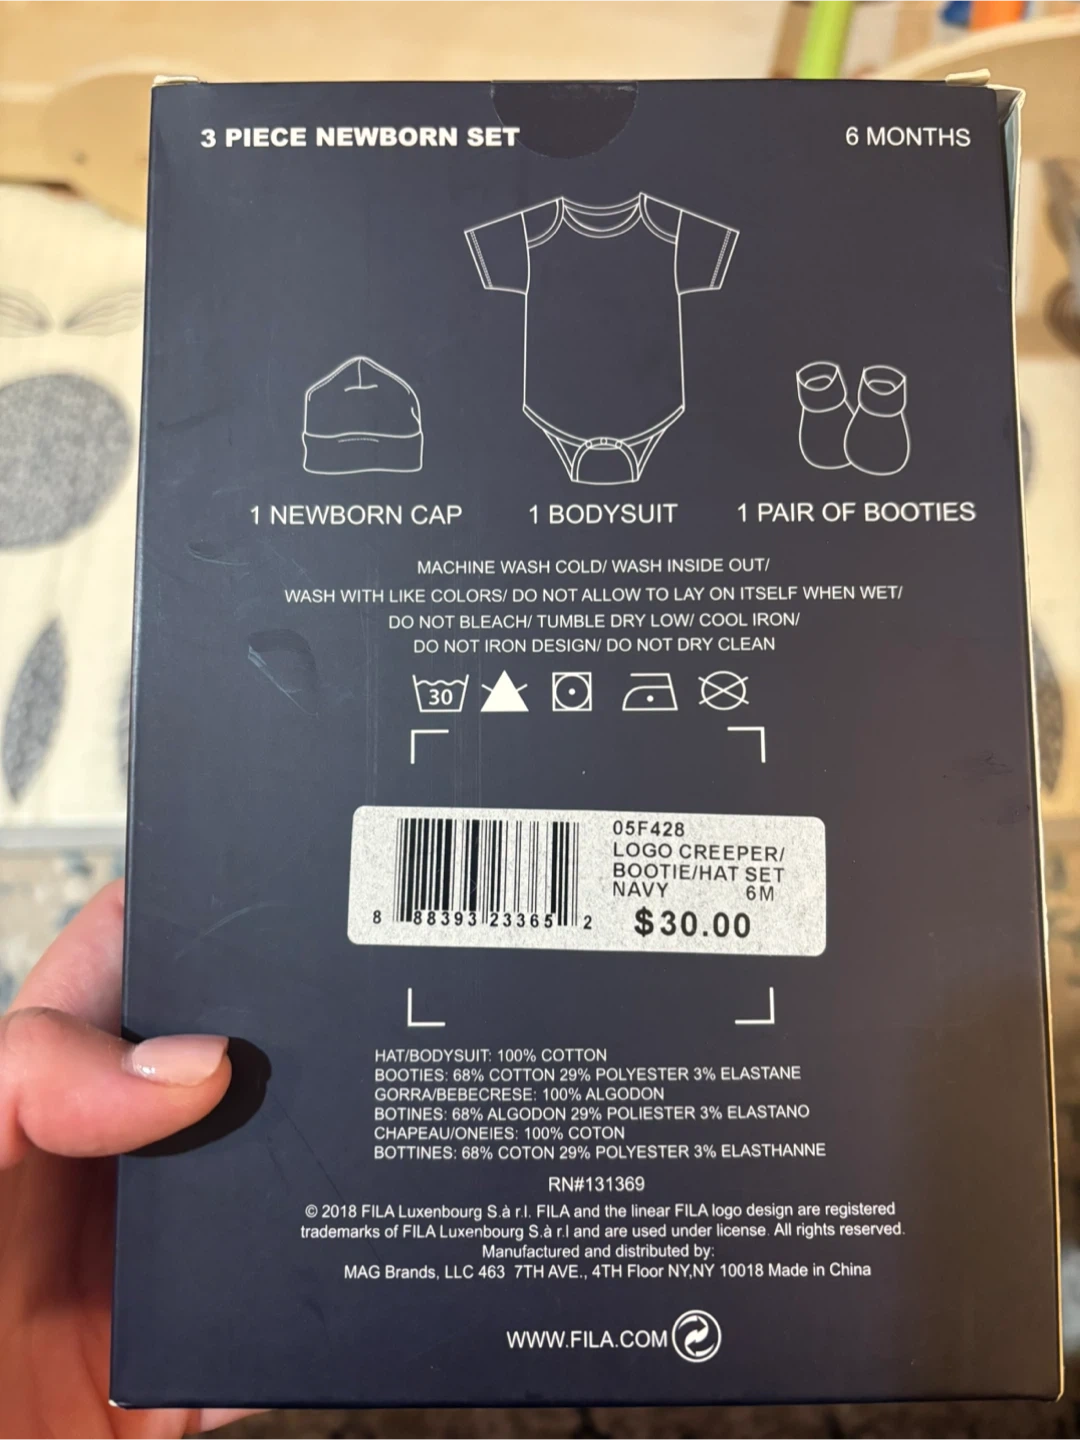 3 PIECE NEWBORN SET
6 MONTHS
1 NEWBORN CAP
1 BODYSUIT
1 PAIR OF BOOTIES
MACHINE WASH COLD/ WASH INSIDE OUT/
WASH WITH LIKE COLORS/ DO NOT ALLOW TO LAY ON ITSELF WHEN WET/
DO NOT BLEACH/ TUMBLE DRY LOW/ COOL IRON/
DO NOT IRON DESIGN/ DO NOT DRY CLEAN
30
05F428
LOGO CREEPER/
BOOTIE/HAT SET
NAVY 6M
$30.00
8 88393 23365 2
HAT/BODYSUIT: 100% COTTON
BOOTIES: 68% COTTON 29% POLYESTER 3% ELASTANE
GORRA/BEBECRESE: 100% ALGODON
BOTINES: 68% ALGODON 29% POLIESTER 3% ELASTANO
CHAPEAU/ONEIES: 100% COTON
BOTTINES: 68% COTON 29% POLYESTER 3% ELASTHANNE
RN#131369
© 2018 FILA Luxenbourg S.à r.l. FILA and the linear FILA logo design are registered
trademarks of FILA Luxenbourg S.à r.l and are used under license. All rights reserved.
Manufactured and distributed by:
MAG Brands, LLC 463 7TH AVE., 4TH Floor NY,NY 10018 Made in China
WWW.FILA.COM